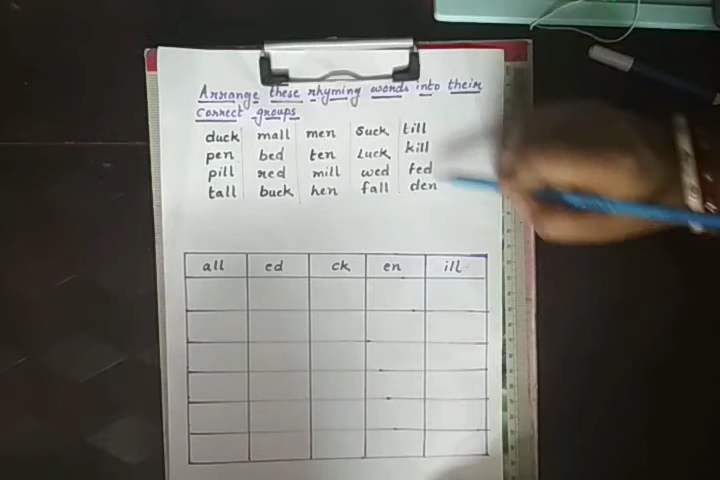 Arrange these rhyming words into their
correct groups
duck mall men suck till
pen bed ten Luck kill
pill red mill wed fed
tall buck hen fall den
all ed ck en ill